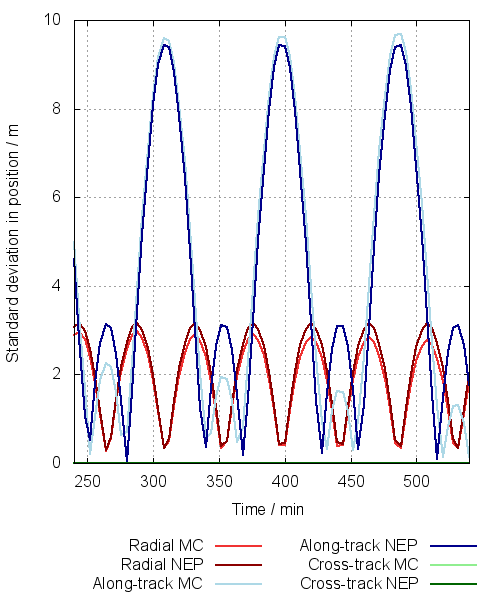 Standard deviation in position / m
10
8
6
4
2
0
250 300 350 400 450 500
Time / min
Radial MC Along-track NEP
Radial NEP Cross-track MC
Along-track MC Cross-track NEP